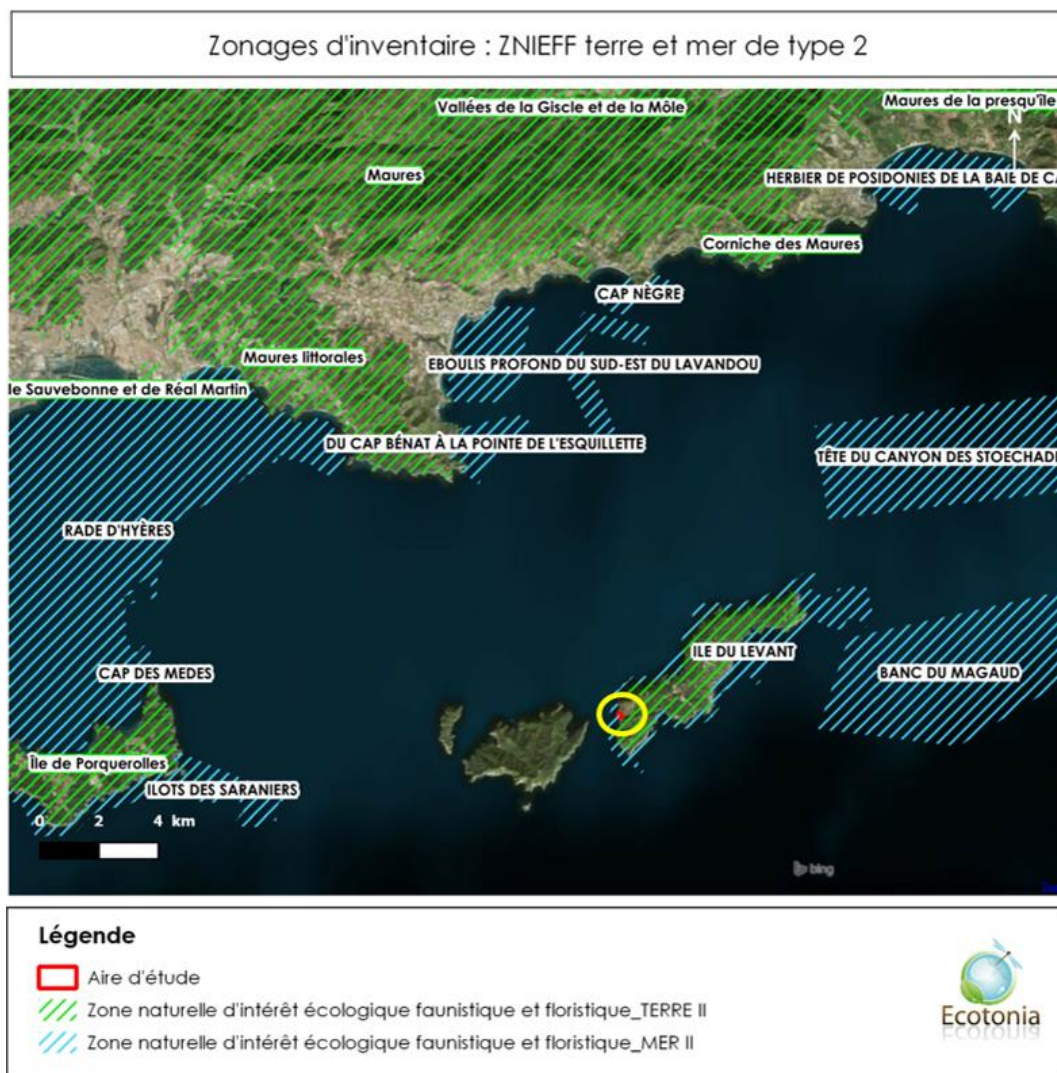 Zonages d'inventaire : ZNIEFF terre et mer de type 2
Vallées de la Giscle et de la Môle
Maures de la presqu'île
N
Maures
HERBIER DE POSIDONIES DE LA BAIE DE CA
Corniche des Maures
CAP NÈGRE
Maures littorales
EBOULIS PROFOND DU SUD-EST DU LAVANDOU
le Sauvebonne et de Réal Martin
DU CAP BÉNAT À LA POINTE DE L'ESQUILLETTE
TÊTE DU CANYON DES STOECHADE
RADE D'HYÈRES
ILE DU LEVANT
CAP DES MEDES
BANC DU MAGAUD
Île de Porquerolles
ILOTS DES SARANIERS
0 2 4 km
bing
Légende
Aire d'étude
Zone naturelle d'intérêt écologique faunistique et floristique_TERRE II
Zone naturelle d'intérêt écologique faunistique et floristique_MER II
Ecotonia